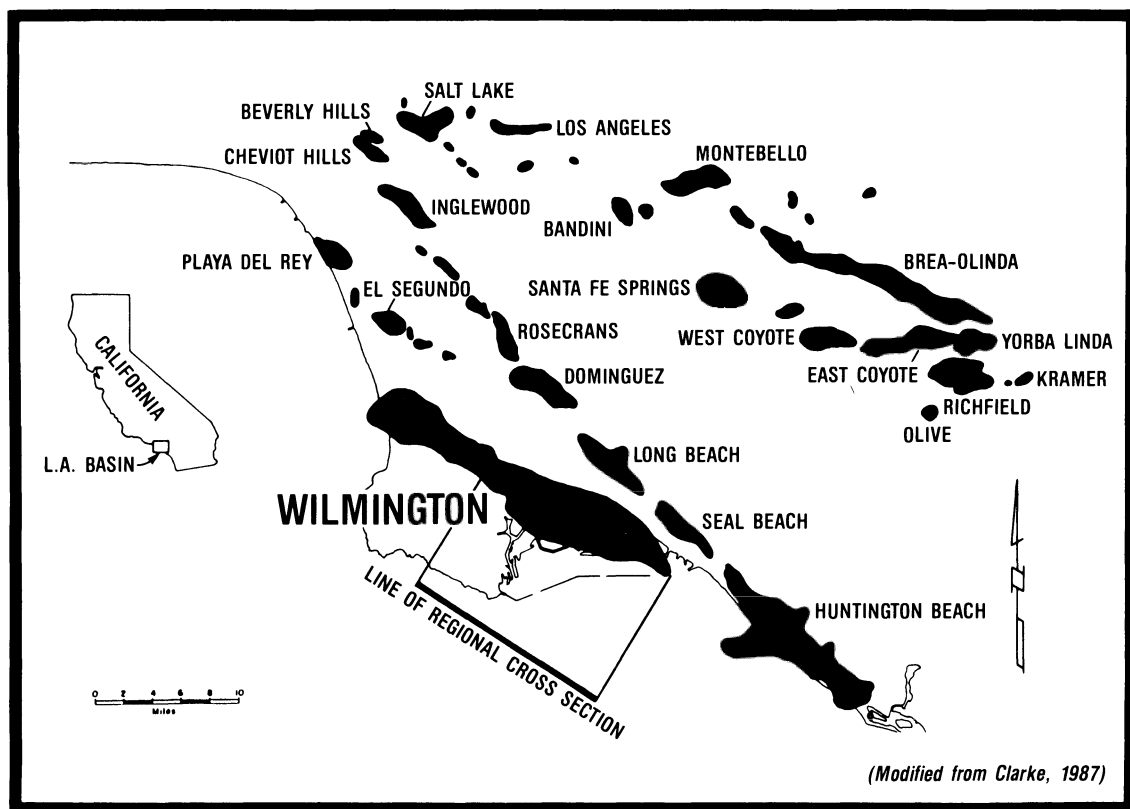 SALT LAKE
BEVERLY HILLS
LOS ANGELES
CHEVIOT HILLS
MONTEBELLO
INGLEWOOD
BANDINI
PLAYA DEL REY
BREA-OLINDA
EL SEGUNDO
SANTA FE SPRINGS
ROSECRANS
WEST COYOTE
YORBA LINDA
EAST COYOTE
DOMINGUEZ
KRAMER
RICHFIELD
OLIVE
CALIFORNIA
L.A. BASIN
LONG BEACH
WILMINGTON
SEAL BEACH
LINE OF REGIONAL CROSS SECTION
HUNTINGTON BEACH
0 2 4 6 8 10
Miles
(Modified from Clarke, 1987)